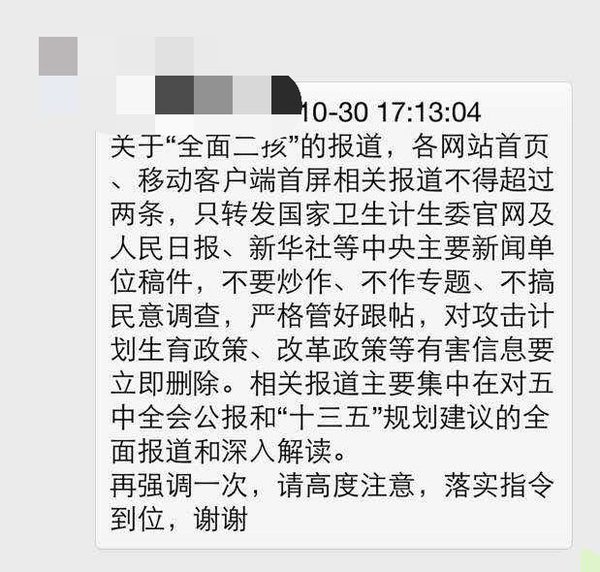 10-30 17:13:04
关于“全面二孩”的报道，各网站首页
、移动客户端首屏相关报道不得超过
两条，只转发国家卫生计生委官网及
人民日报、新华社等中央主要新闻单
位稿件，不要炒作、不作专题、不搞
民意调查，严格管好跟帖，对攻击计
划生育政策、改革政策等有害信息要
立即删除。相关报道主要集中在对五
中全会公报和“十三五”规划建议的全
面报道和深入解读。
再强调一次，请高度注意，落实指令
到位，谢谢